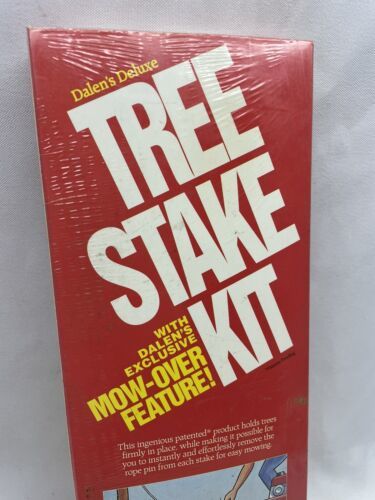 Dalen's Deluxe
TREE
STAKE
KIT
WITH
DALEN'S
EXCLUSIVE
MOW-OVER
FEATURE!
This ingenious patented* product holds trees
firmly in place, while making it possible for
you to instantly and effortlessly remove the
rope pin from each stake for easy mowing.